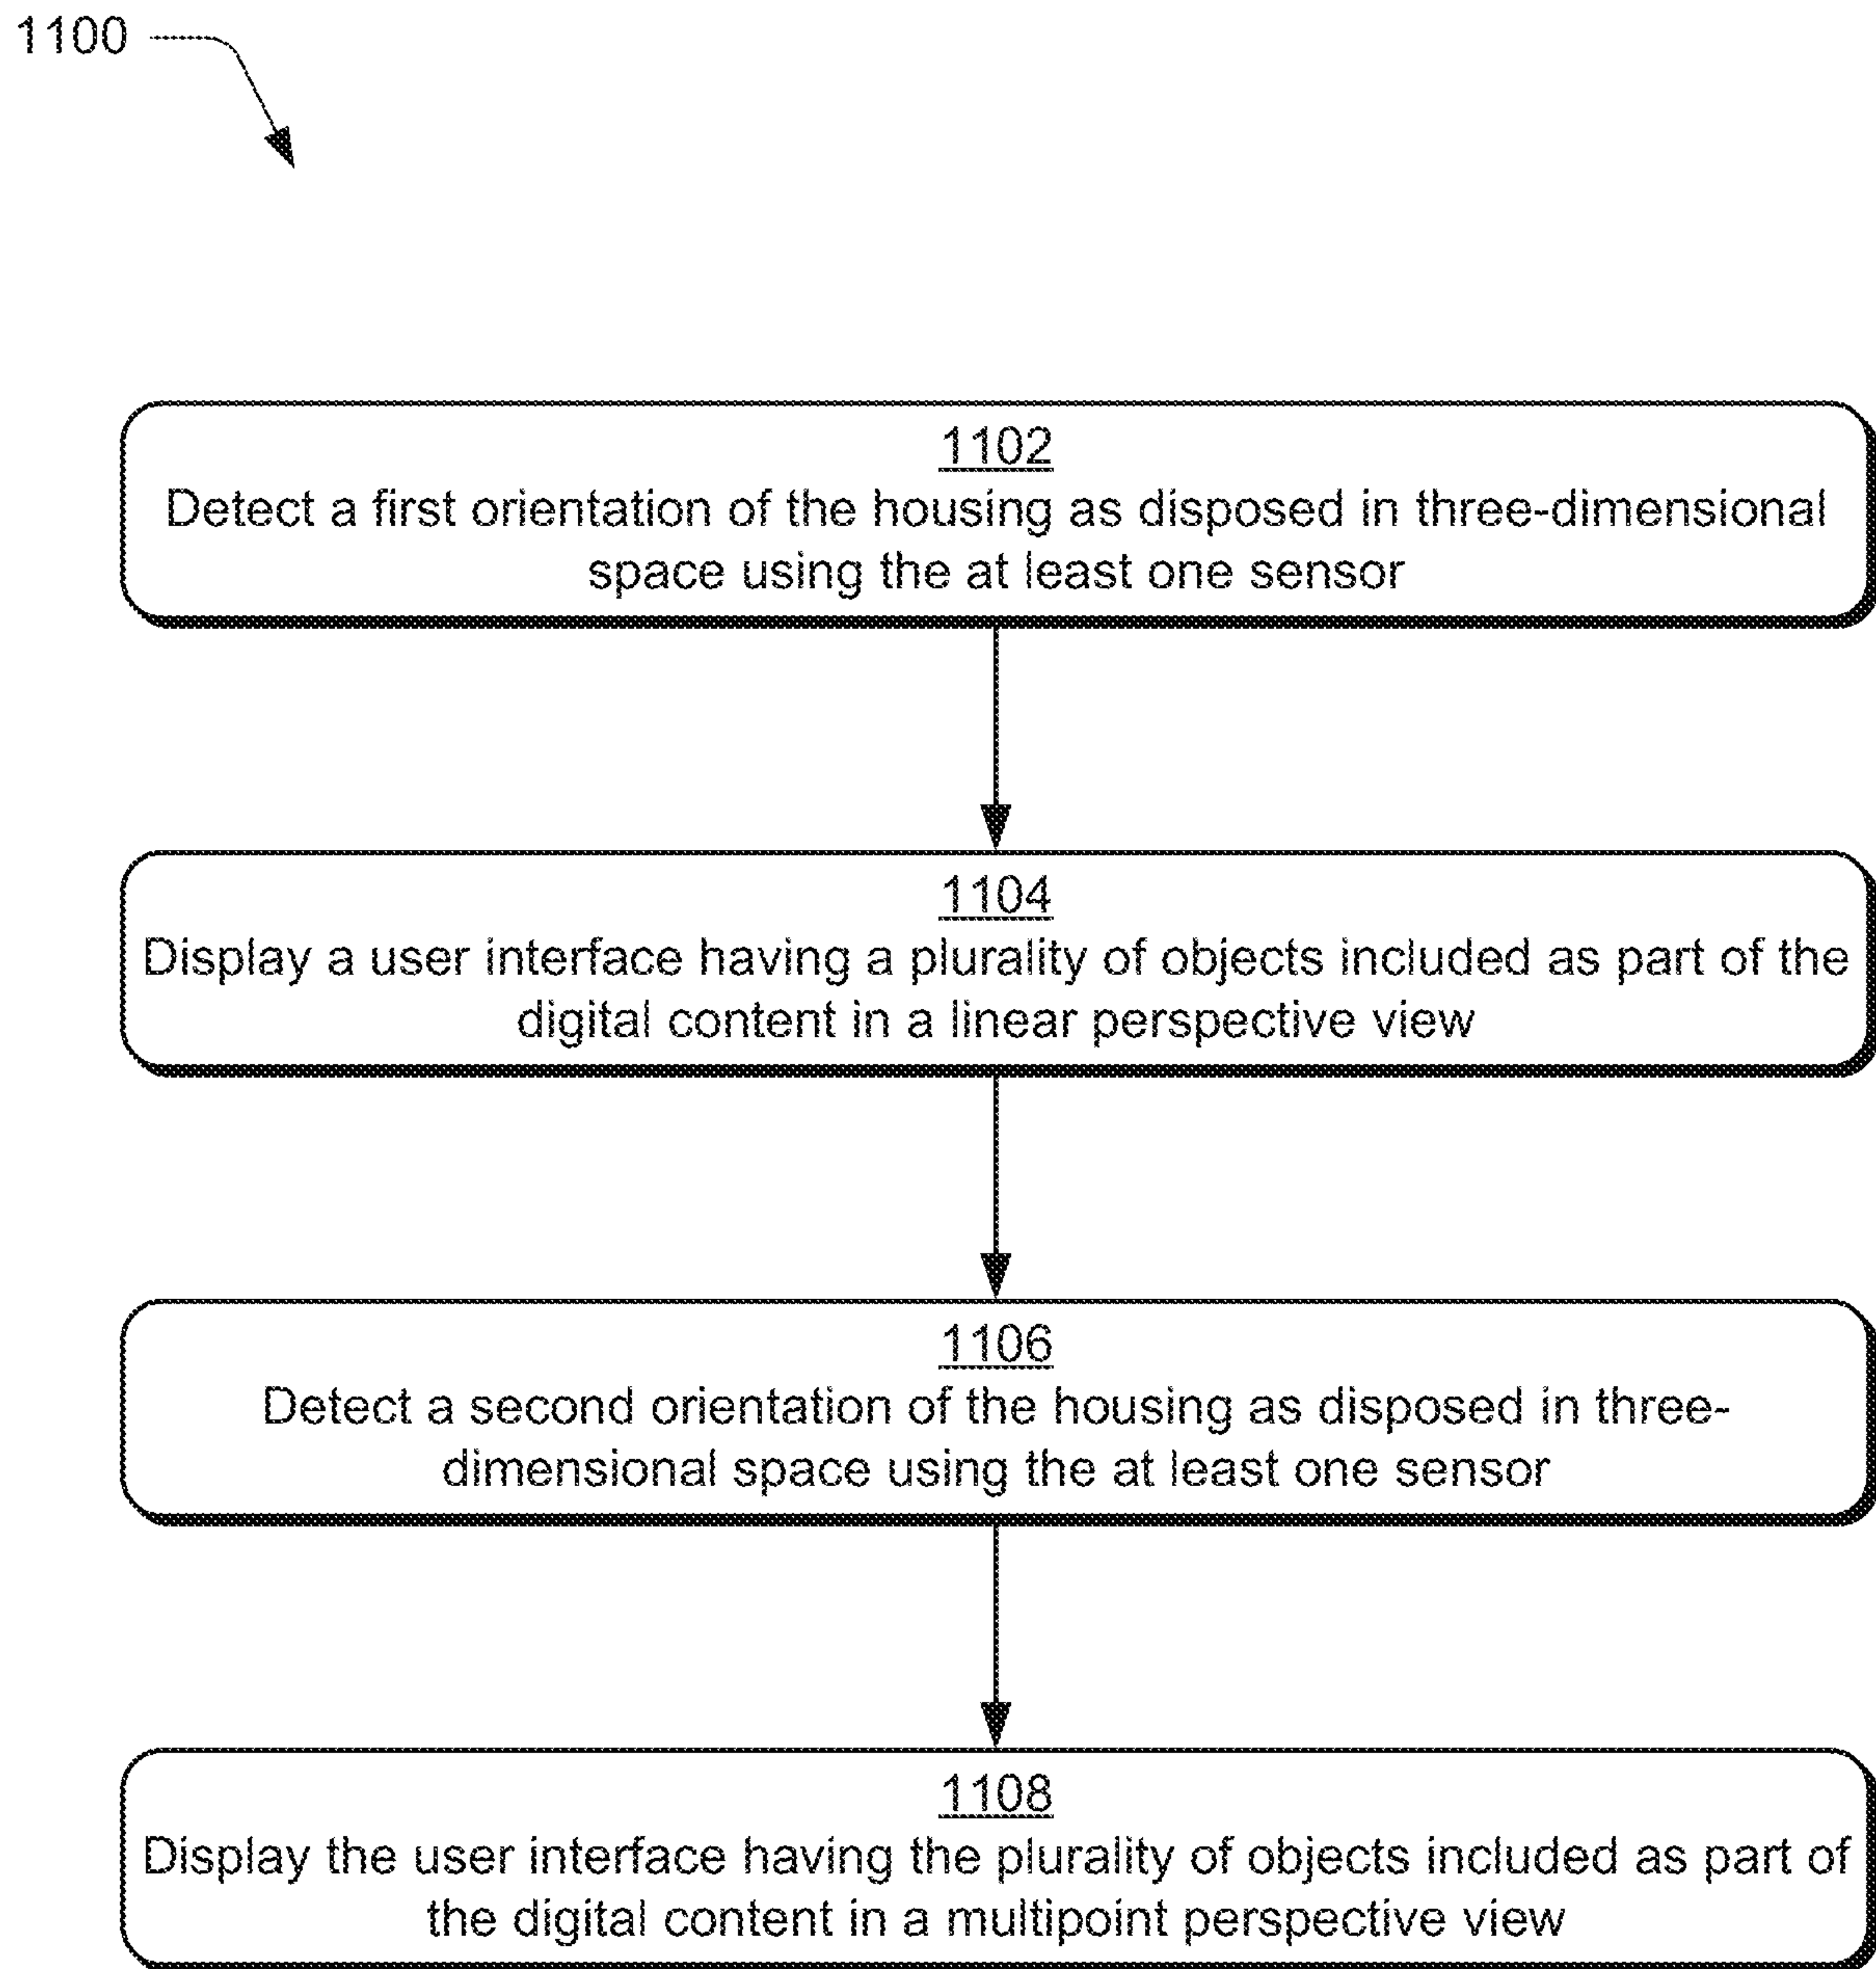 1100
1102
Detect a first orientation of the housing as disposed in three-dimensional
space using the at least one sensor
1104
Display a user interface having a plurality of objects included as part of the
digital content in a linear perspective view
1106
Detect a second orientation of the housing as disposed in three-
dimensional space using the at least one sensor
1108
Display the user interface having the plurality of objects included as part of
the digital content in a multipoint perspective view